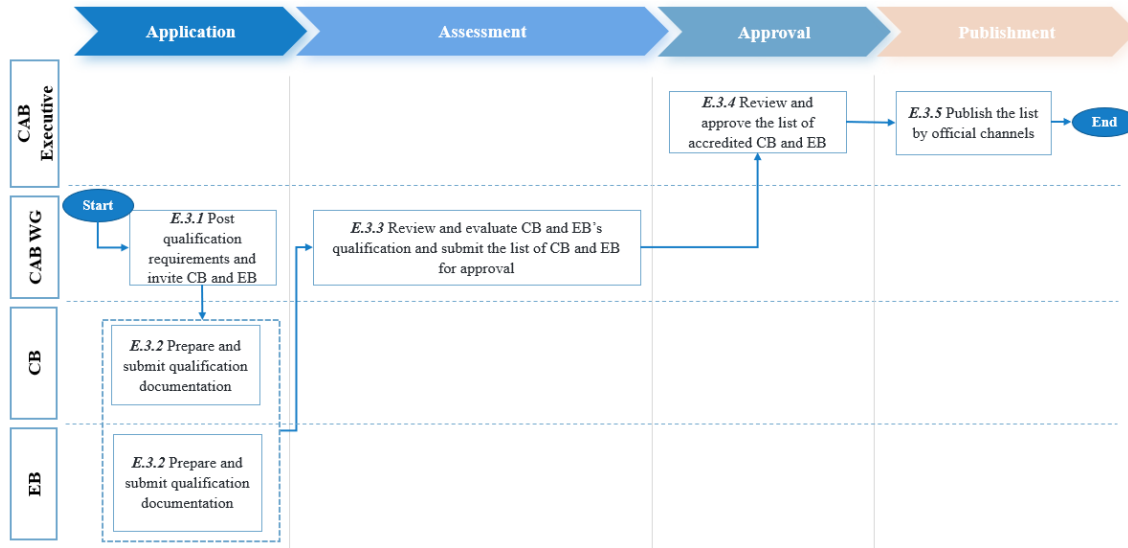 Application
Assessment
Approval
Publishment
CAB
Executive
E.3.4 Review and
approve the list of
accredited CB and EB
E.3.5 Publish the list
by official channels
End
CAB WG
Start
E.3.1 Post
qualification
requirements and
invite CB and EB
E.3.3 Review and evaluate CB and EB’s
qualification and submit the list of CB and EB
for approval
CB
E.3.2 Prepare and
submit qualification
documentation
EB
E.3.2 Prepare and
submit qualification
documentation